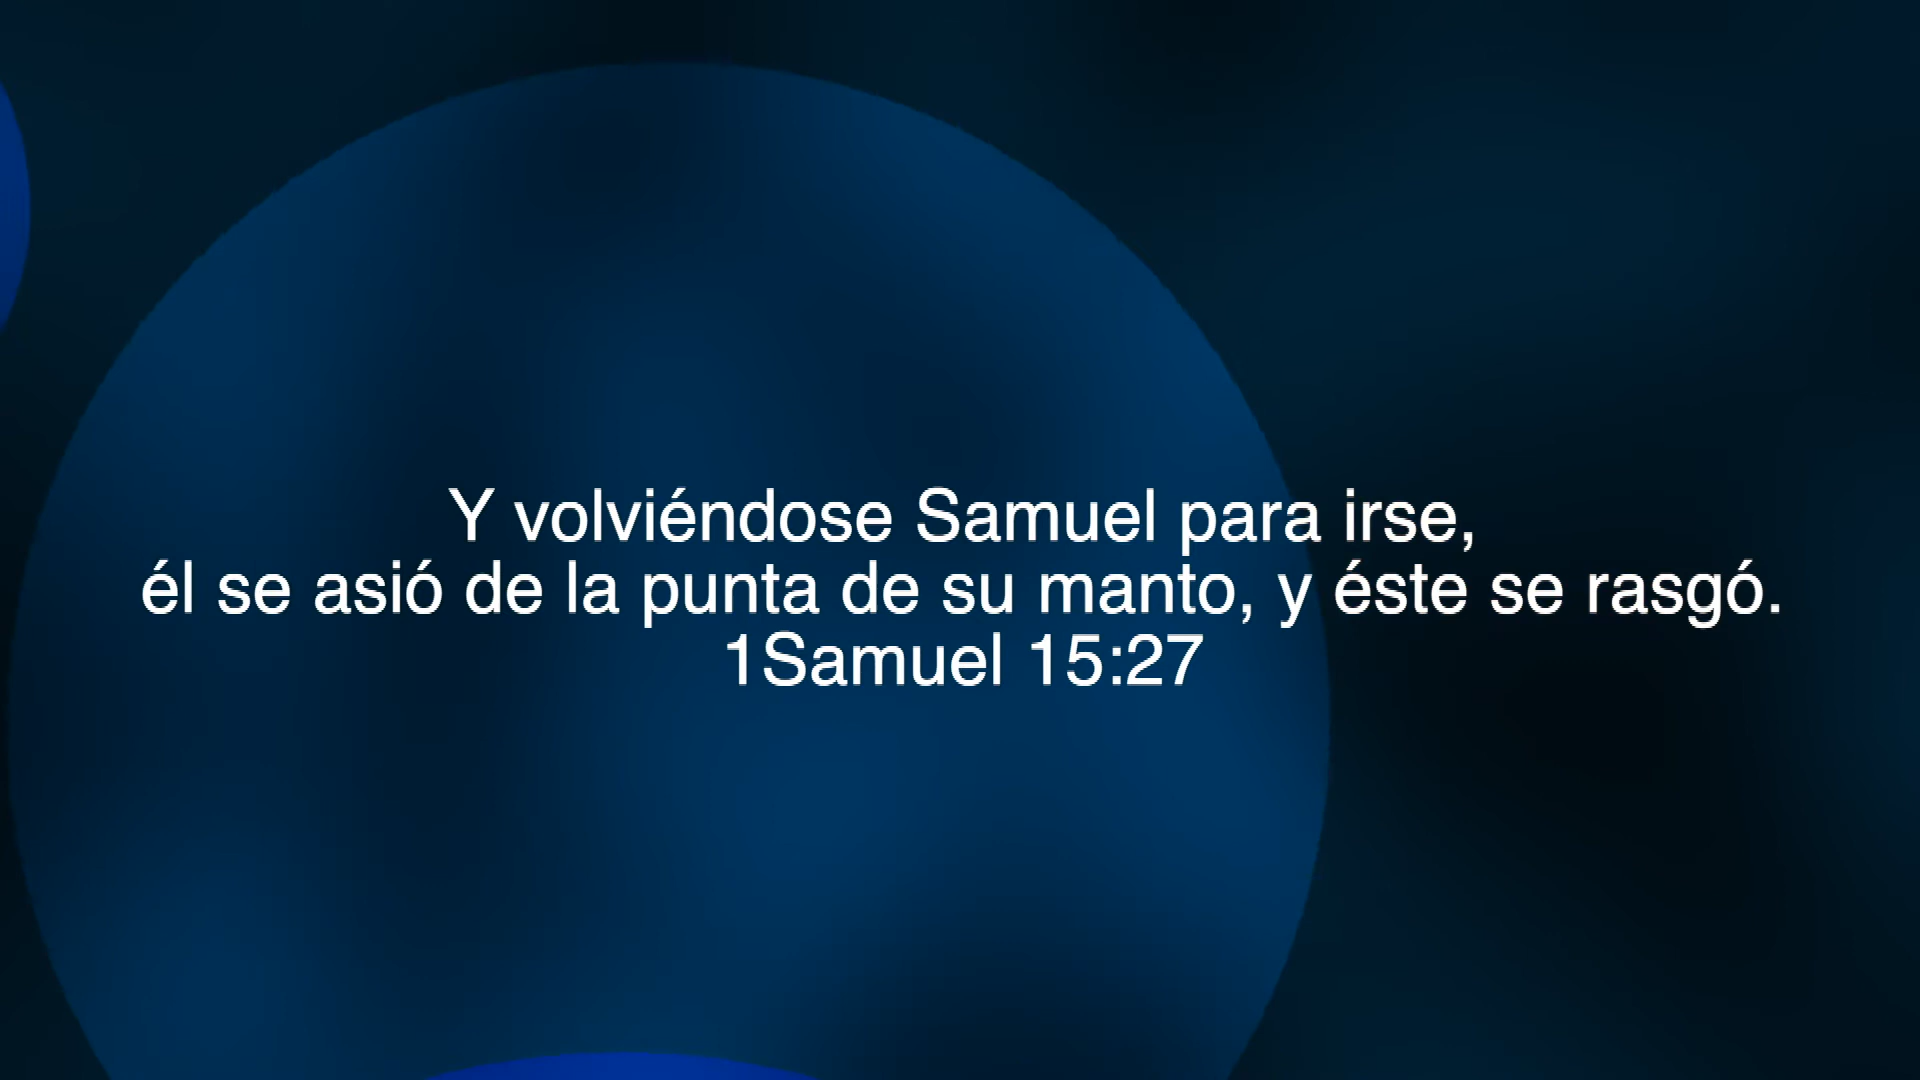 Y volviéndose Samuel para irse,
él se asió de la punta de su manto, y éste se rasgó.
1Samuel 15:27